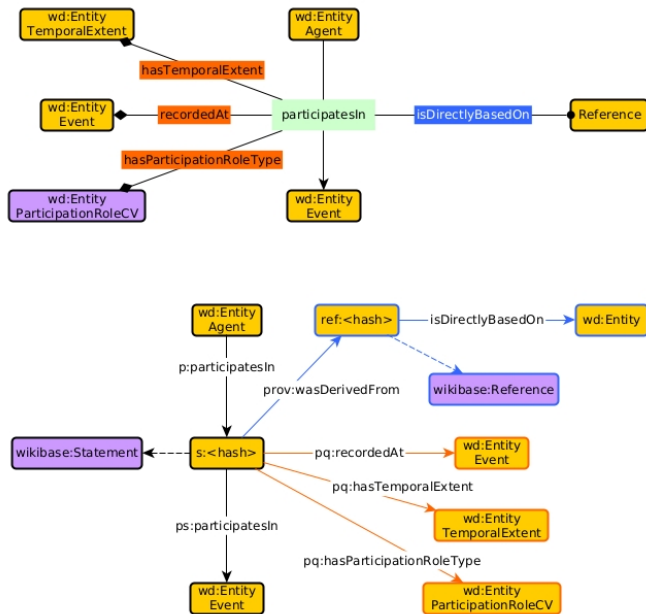 wd:Entity
TemporalExtent
wd:Entity
Agent
hasTemporalExtent
wd:Entity
Event
recordedAt
participatesIn
isDirectlyBasedOn
Reference
hasParticipationRoleType
wd:Entity
ParticipationRoleCV
wd:Entity
Event
wd:Entity
Agent
ref:<hash>
isDirectlyBasedOn
wd:Entity
p:participatesIn
prov:wasDerivedFrom
wikibase:Reference
wikibase:Statement
s:<hash>
pq:recordedAt
wd:Entity
Event
pq:hasTemporalExtent
ps:participatesIn
wd:Entity
TemporalExtent
pq:hasParticipationRoleType
wd:Entity
Event
wd:Entity
ParticipationRoleCV